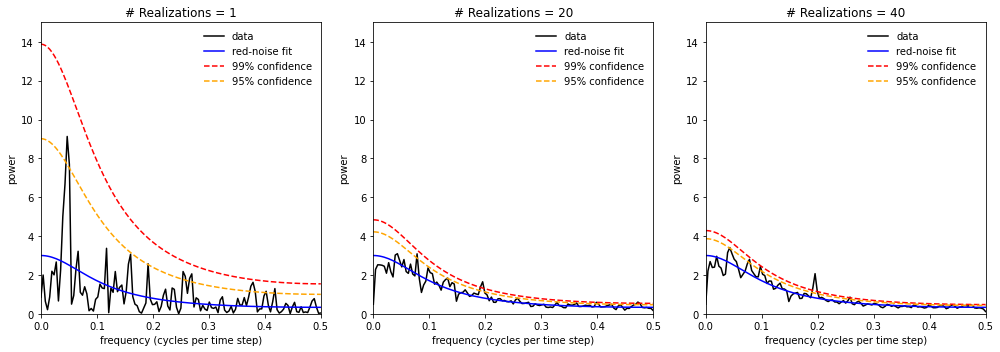 # Realizations = 1
14
12
10
8
6
4
2
0
power
data
red-noise fit
99% confidence
95% confidence
0.0 0.1 0.2 0.3 0.4 0.5
frequency (cycles per time step)
# Realizations = 20
14
12
10
8
6
4
2
0
power
data
red-noise fit
99% confidence
95% confidence
0.0 0.1 0.2 0.3 0.4 0.5
frequency (cycles per time step)
# Realizations = 40
14
12
10
8
6
4
2
0
power
data
red-noise fit
99% confidence
95% confidence
0.0 0.1 0.2 0.3 0.4 0.5
frequency (cycles per time step)